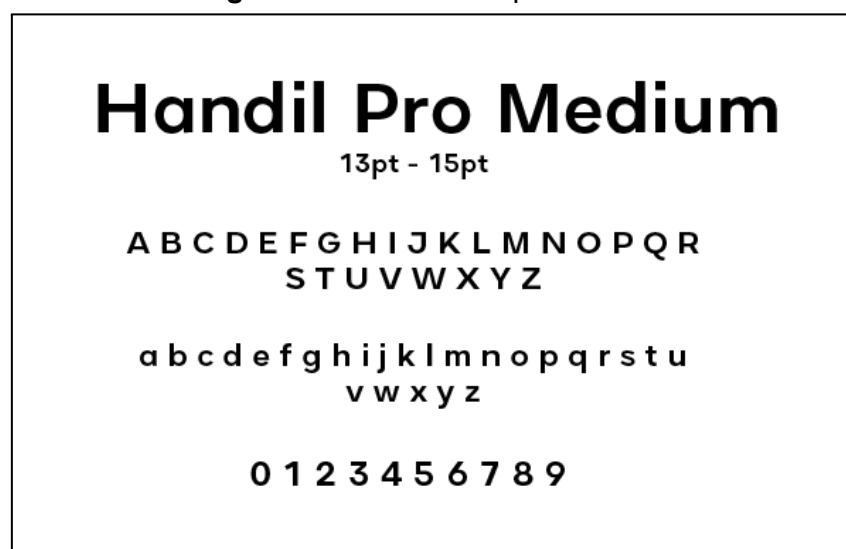 Handil Pro Medium
13pt - 15pt
A B C D E F G H I J K L M N O P Q R
S T U V W X Y Z
a b c d e f g h i j k l m n o p q r s t u
v w x y z
0 1 2 3 4 5 6 7 8 9